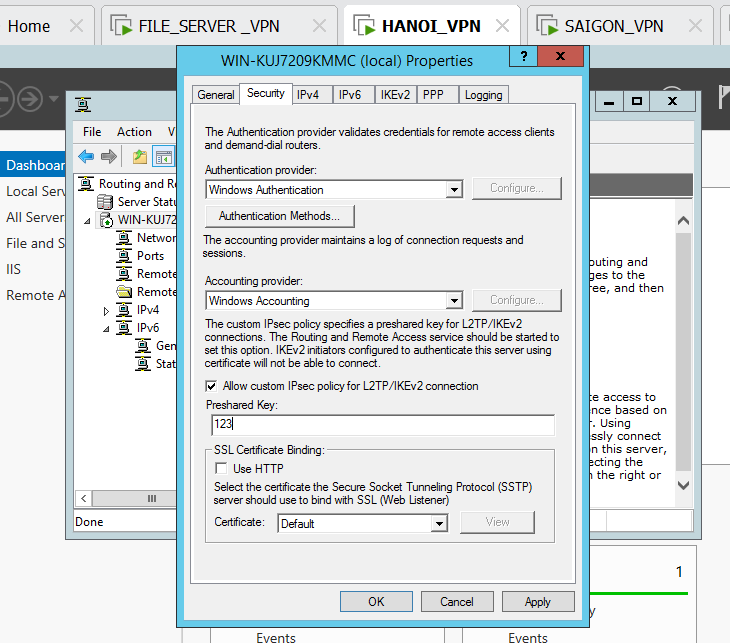 Home
FILE_SERVER _VPN
HANOI_VPN
SAIGON_VPN
WIN-KUJ7209KMMC (local) Properties
?
X
General
Security
IPv4
IPv6
IKEv2
PPP
Logging
File
Action
V
Dashboar
Local Serv
All Server
File and S
IIS
Remote A
Routing and Re
Server Statu
WIN-KUJ72
Networ
Ports
Remote
Remote
IPv4
IPv6
Gen
Stat
Done
The Authentication provider validates credentials for remote access clients
and demand-dial routers.
Authentication provider:
Windows Authentication
Configure...
Authentication Methods...
The accounting provider maintains a log of connection requests and
sessions.
Accounting provider:
Windows Accounting
Configure...
The custom IPsec policy specifies a preshared key for L2TP/IKEv2
connections. The Routing and Remote Access service should be started to
set this option. IKEv2 initiators configured to authenticate this server using
certificate will not be able to connect.
Allow custom IPsec policy for L2TP/IKEv2 connection
Preshared Key:
123
SSL Certificate Binding:
Use HTTP
Select the certificate the Secure Socket Tunneling Protocol (SSTP)
server should use to bind with SSL (Web Listener)
Certificate:
Default
View
OK
Cancel
Apply
outing and
ges to the
ree, and then
ce access to
ence based on
r. Using
essly connect
on this server,
ecting the
n the right or
1
y
Events
Events